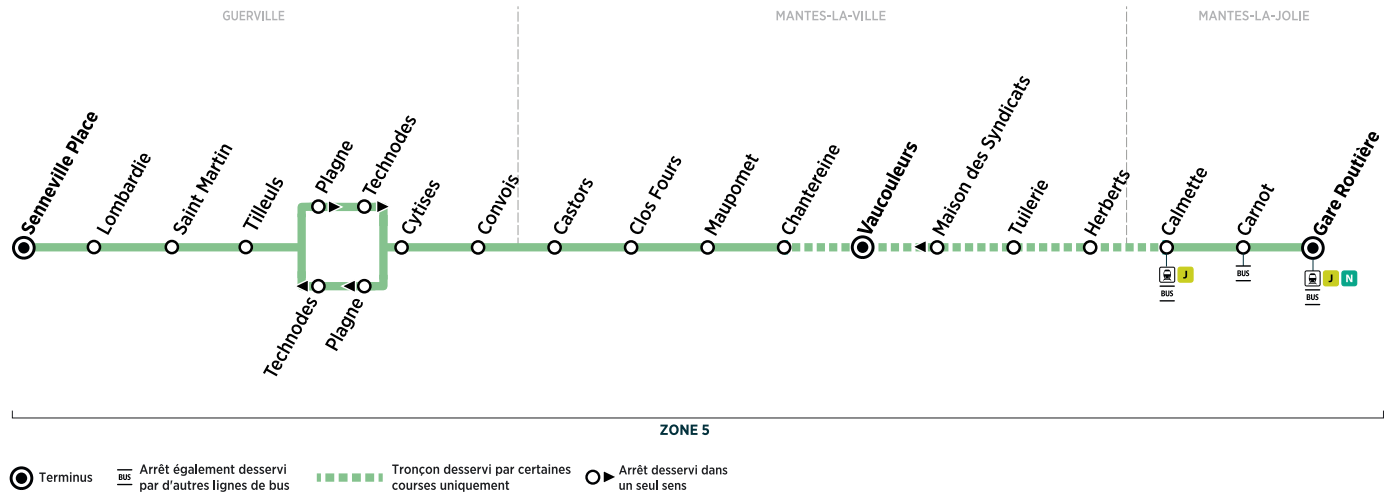 GUERVILLE
MANTES-LA-VILLE
MANTES-LA-JOLIE
Senneville Place
Lombardie
Saint Martin
Tilleuls
Plagne
Technodes
Technodes
Plagne
Cytises
Convois
Castors
Clos Fours
Maupomet
Chantereine
Vaucouleurs
Maison des Syndicats
Tuilerie
Herberts
Calmette
Carnot
Gare Routière
J
BUS
BUS
J N
BUS
ZONE 5
Terminus
BUS
Arrêt également desservi
par d'autres lignes de bus
Tronçon desservi par certaines
courses uniquement
Arrêt desservi dans
un seul sens